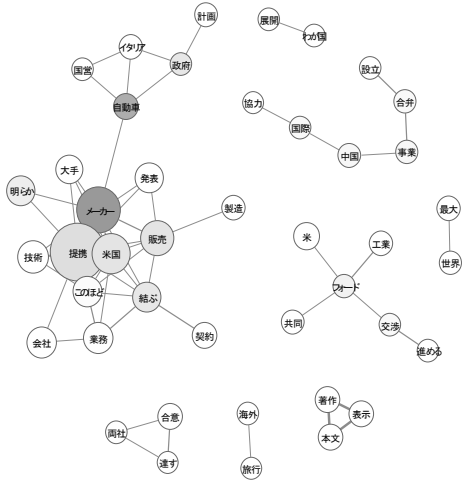 計画
展開
わが国
イタリア
国営
政府
設立
自動車
協力
合弁
国際
中国
事業
大手
発表
明らか
メーカー
製造
最大
販売
米
工業
技術
提携
米国
世界
このほど
結ぶ
フォード
共同
交渉
会社
業務
契約
進める
著作
表示
合意
海外
両社
本文
達す
旅行